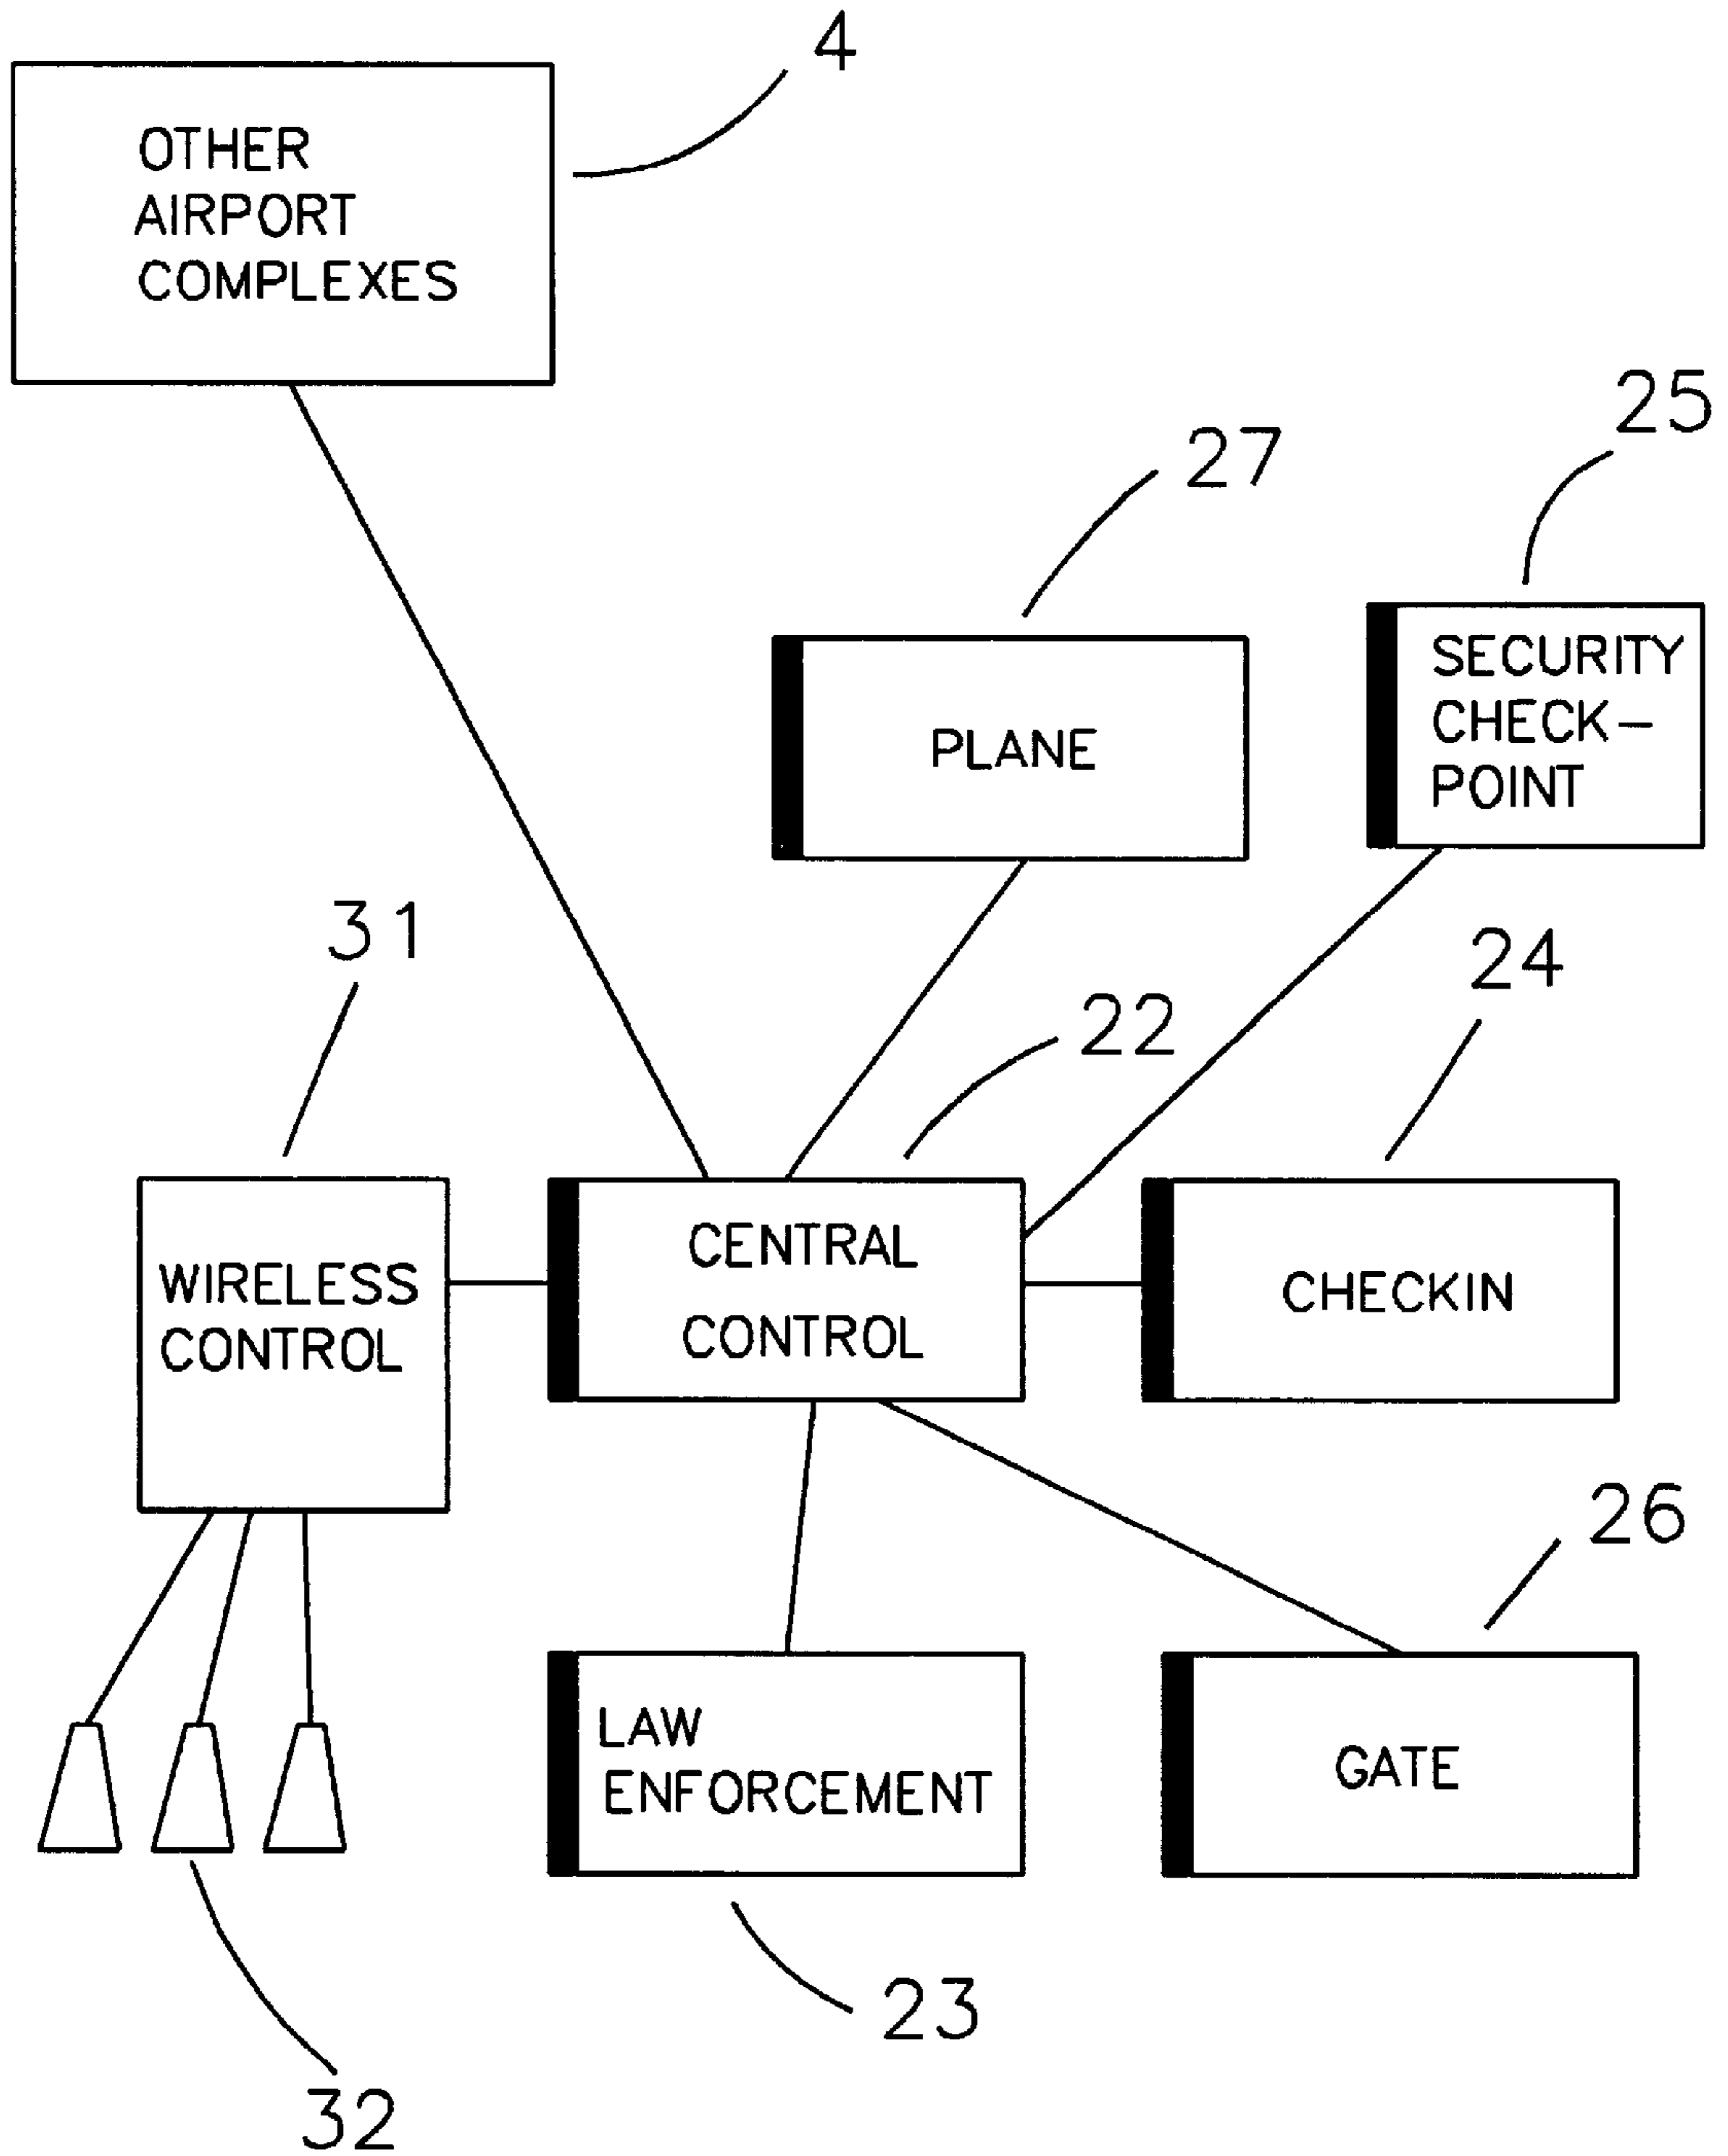 4
OTHER
AIRPORT
COMPLEXES
25
27
SECURITY
CHECK-
POINT
PLANE
31
24
22
CENTRAL
CONTROL
WIRELESS
CONTROL
CHECKIN
26
LAW
ENFORCEMENT
GATE
23
32